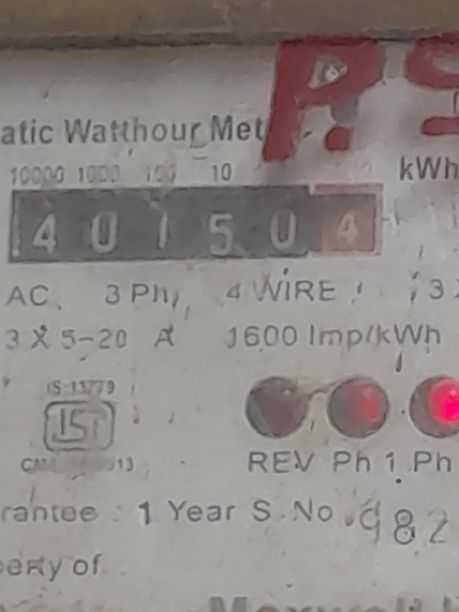 P.S
atic Watthour Met
10000 1000 100 10 kWh
4 0 1 5 0 4
AC. 3 Ph, 4 WIRE, 3
3 X 5-20 A 1600 Imp/kWh
IS-13779
ISI
REV Ph 1 Ph
rantee : 1 Year S.No. 982
perty of